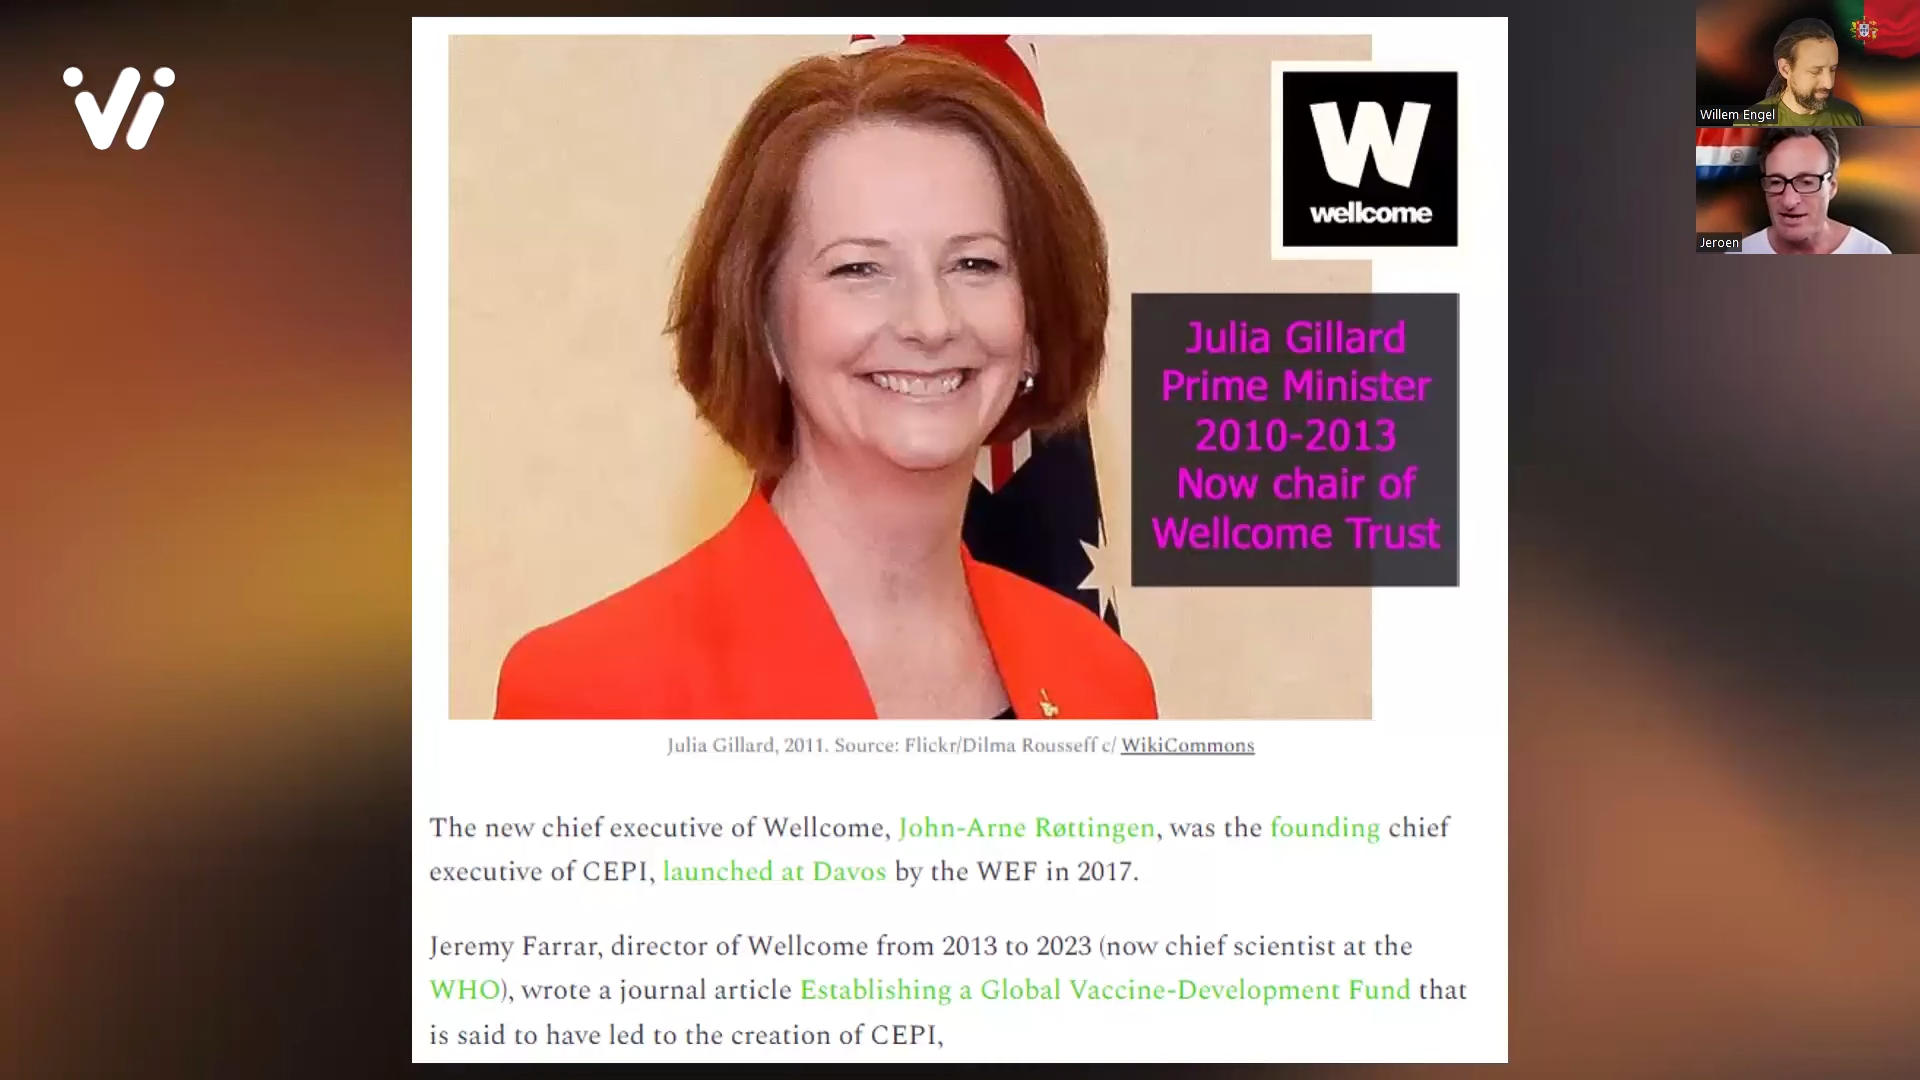 Vi
W
wellcome
Julia Gillard
Prime Minister
2010-2013
Now chair of
Wellcome Trust
Willem Engel
Jeroen
Julia Gillard, 2011. Source: Flickr/Dilma Rousseff c/ WikiCommons
The new chief executive of Wellcome, John-Arne Røttingen, was the founding chief
executive of CEPI, launched at Davos by the WEF in 2017.
Jeremy Farrar, director of Wellcome from 2013 to 2023 (now chief scientist at the
WHO), wrote a journal article Establishing a Global Vaccine-Development Fund that
is said to have led to the creation of CEPI,